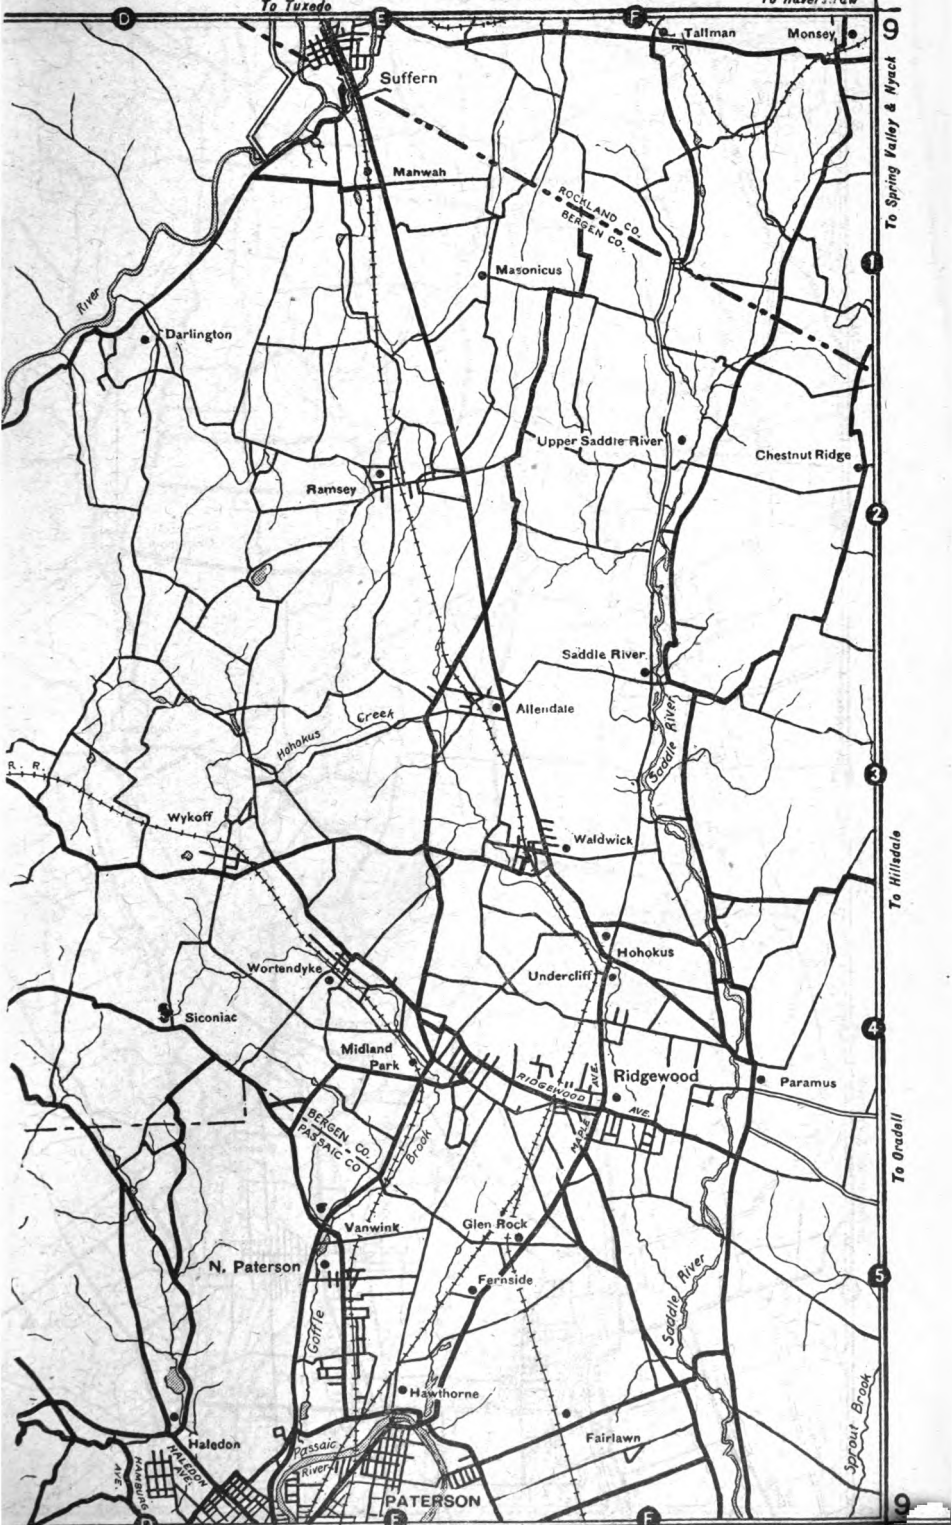 To Tuxedo
D
E
F
9
Tallman
Monsey
Suffern
To Spring Valley & Nyack
Mahwah
ROCKLAND CO.
BERGEN CO.
1
Masonicus
River
Darlington
Upper Saddle River
Chestnut Ridge
Ramsey
2
Saddle River
Allendale
Hohokus Creek
Saddle River
R. R.
3
Wykoff
Waldwick
To Hillsdale
Hohokus
Wortendyke
Undercliff
Siconiac
4
Midland
Park
Ridgewood
RIDGEWOOD AVE.
MAPLE AVE.
Paramus
BERGEN CO.
PASSAIC CO
Brook
To Oradell
Vanwink
Glen Rock
N. Paterson
Saddle River
5
Fernside
Goffle
Hawthorne
Sprout Brook
Haledon
Passaic
River
Fairlawn
HALEDON
AVE.
HAMBURG
AVE.
PATERSON
D
E
F
9